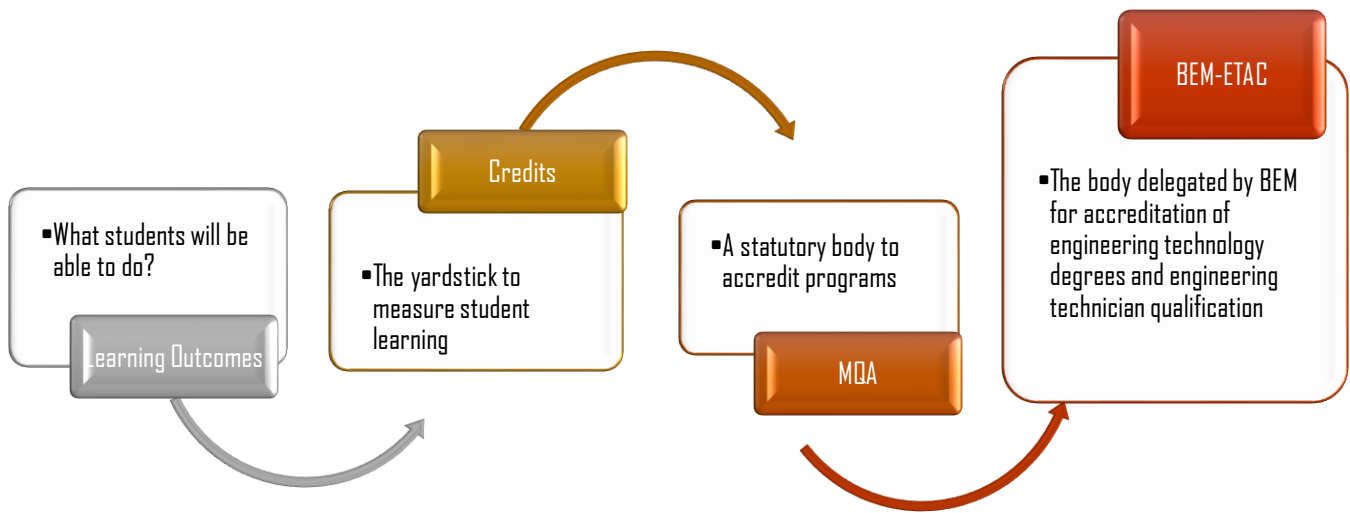 ▪What students will be
able to do?
Learning Outcomes
Credits
▪The yardstick to
measure student
learning
▪A statutory body to
accredit programs
MQA
BEM-ETAC
▪The body delegated by BEM
for accreditation of
engineering technology
degrees and engineering
technician qualification